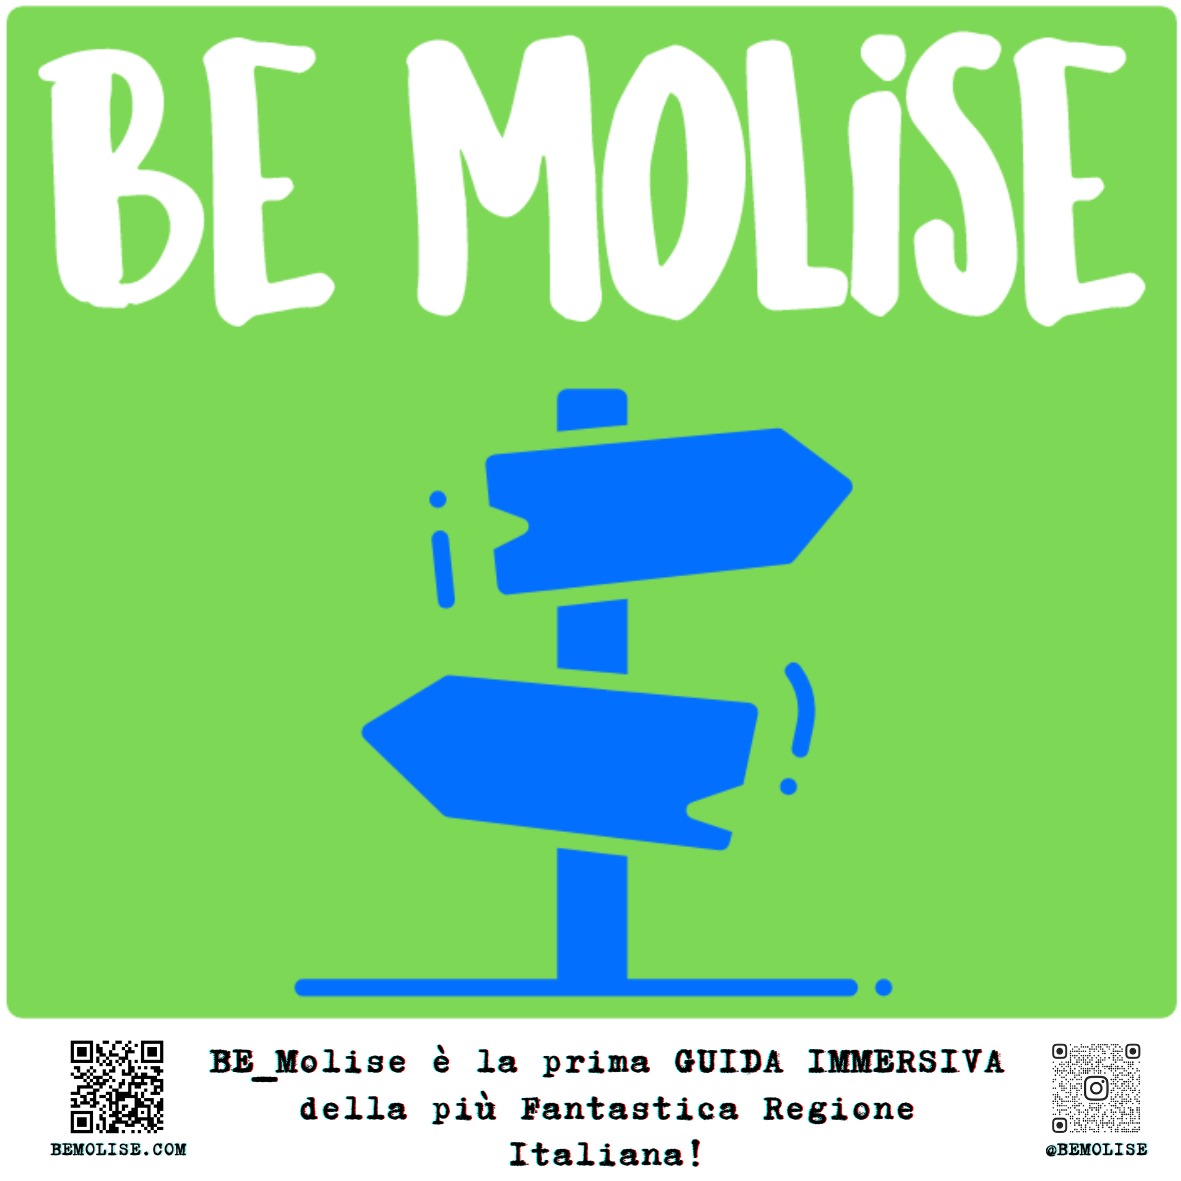 BE MOLiSE
BE_Molise è la prima GUIDA IMMERSIVA
della più Fantastica Regione
Italiana!
BEMOLISE.COM
@BEMOLISE